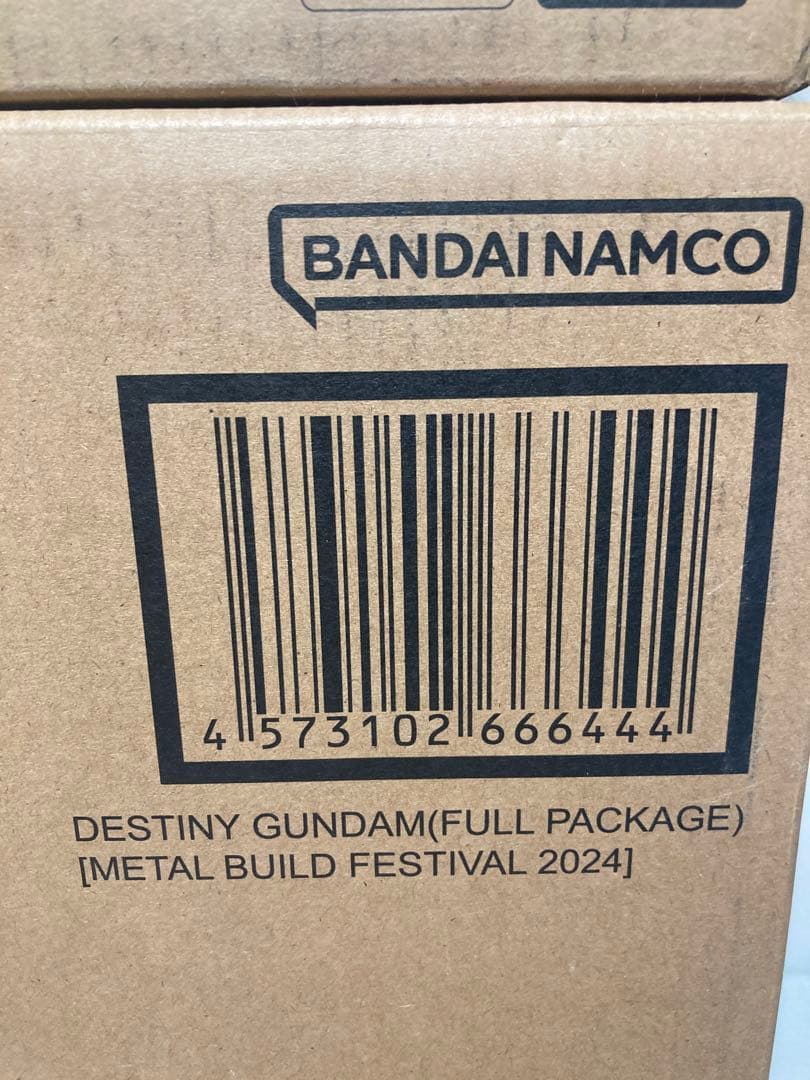 BANDAI NAMCO
4 573102 666444
DESTINY GUNDAM(FULL PACKAGE)
[METAL BUILD FESTIVAL 2024]